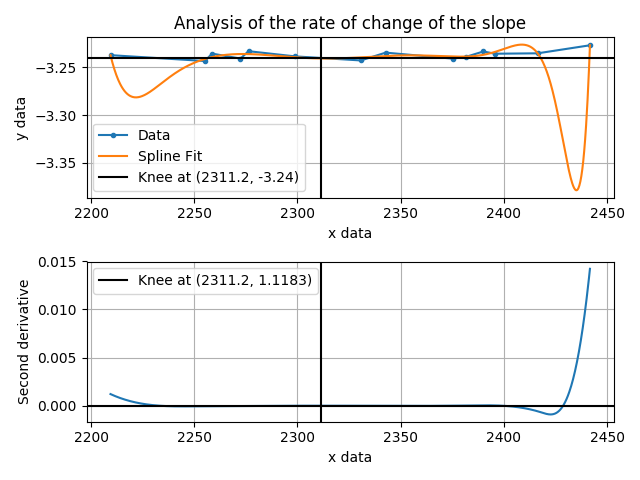 Analysis of the rate of change of the slope
−3.25
−3.30
−3.35
y data
Data
Spline Fit
Knee at (2311.2, -3.24)
2200 2250 2300 2350 2400 2450
x data
0.015
0.010
0.005
0.000
Second derivative
Knee at (2311.2, 1.1183)
2200 2250 2300 2350 2400 2450
x data